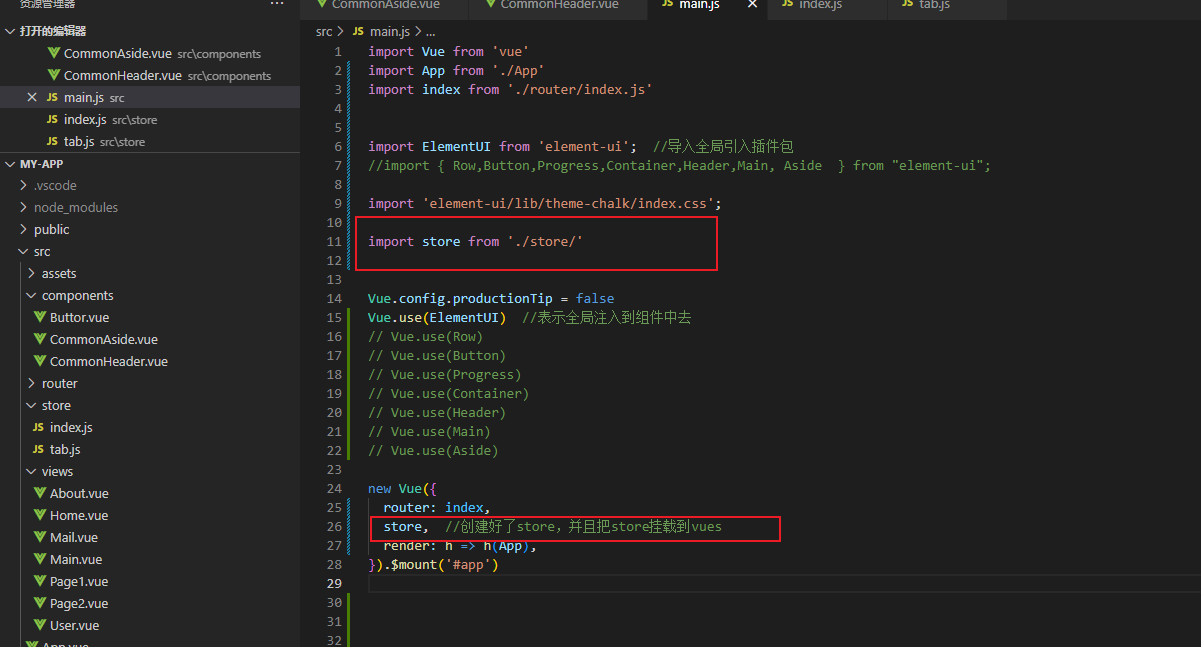 资源管理器 ···
打开的编辑器
CommonAside.vue src\components
CommonHeader.vue src\components
main.js src
index.js src\store
tab.js src\store
MY-APP
.vscode
node_modules
public
src
assets
components
Buttor.vue
CommonAside.vue
CommonHeader.vue
router
store
index.js
tab.js
views
About.vue
Home.vue
Mail.vue
Main.vue
Page1.vue
Page2.vue
User.vue
App.vue
CommonAside.vue CommonHeader.vue JS main.js × JS index.js JS tab.js
src > JS main.js > ...
1 import Vue from 'vue'
2 import App from './App'
3 import index from './router/index.js'
4
5
6 import ElementUI from 'element-ui'; //导入全局引入插件包
7 //import { Row,Button,Progress,Container,Header,Main, Aside } from "element-ui";
8
9 import 'element-ui/lib/theme-chalk/index.css';
10
11 import store from './store/'
12
13
14 Vue.config.productionTip = false
15 Vue.use(ElementUI) //表示全局注入到组件中去
16 // Vue.use(Row)
17 // Vue.use(Button)
18 // Vue.use(Progress)
19 // Vue.use(Container)
20 // Vue.use(Header)
21 // Vue.use(Main)
22 // Vue.use(Aside)
23
24 new Vue({
25 router: index,
26 store, //创建好了store，并且把store挂载到vues
27 render: h => h(App),
28 }).$mount('#app')
29
30
31
32